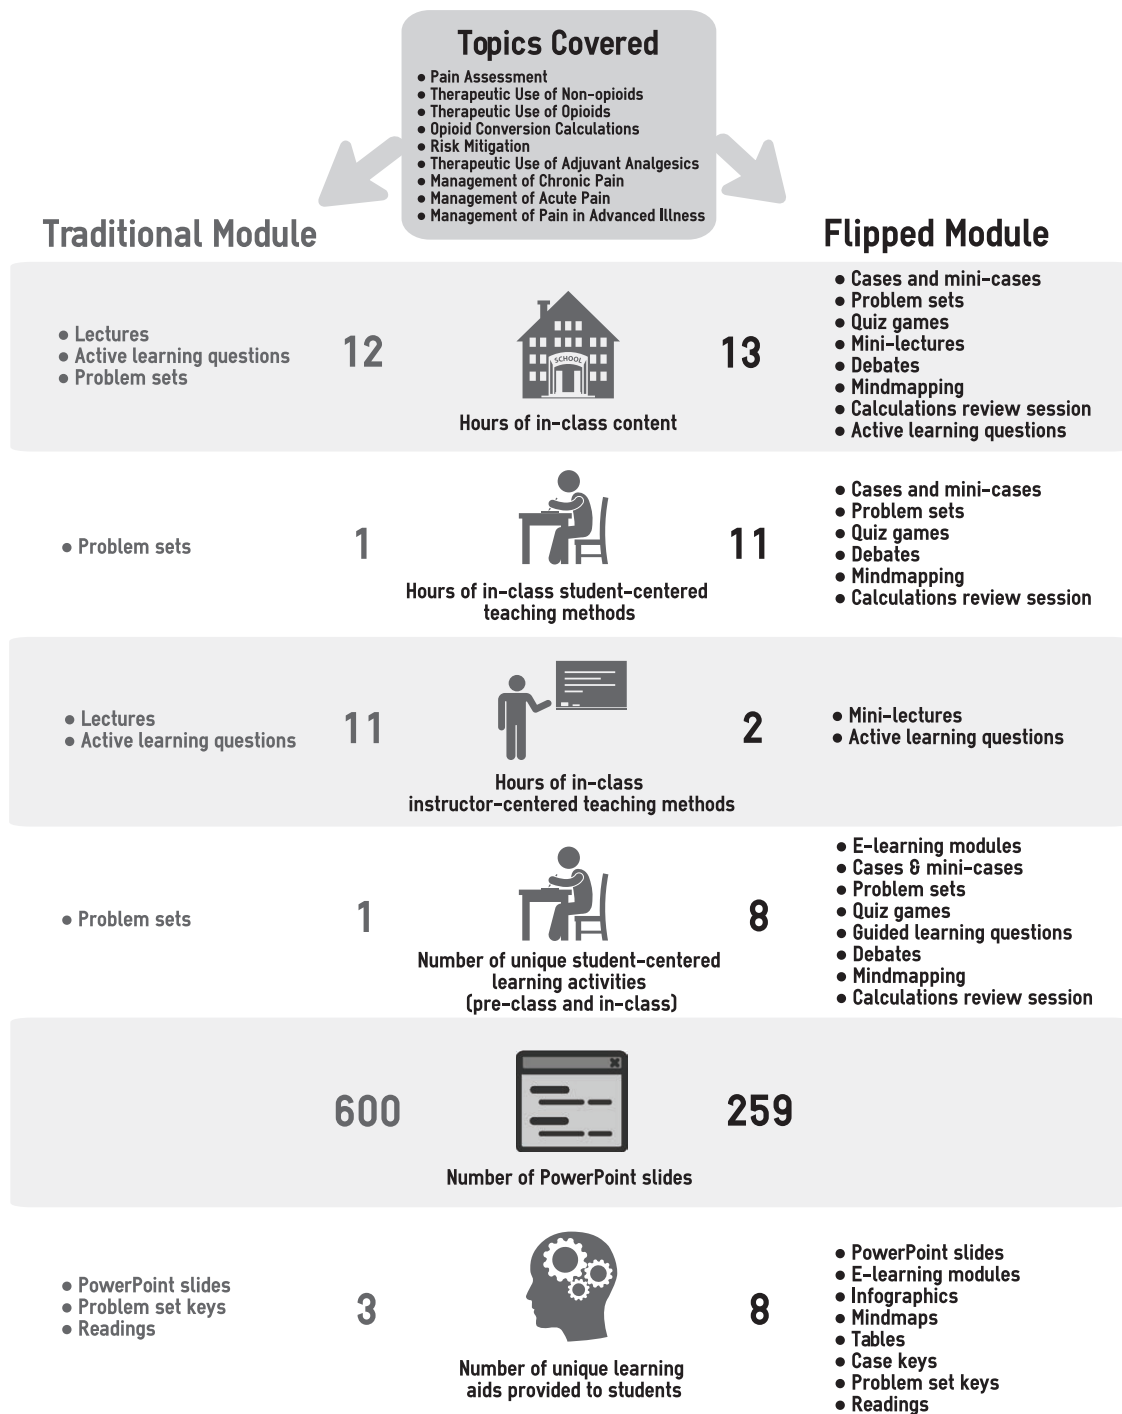 Topics Covered
● Pain Assessment
● Therapeutic Use of Non-opioids
● Therapeutic Use of Opioids
● Opioid Conversion Calculations
● Risk Mitigation
● Therapeutic Use of Adjuvant Analgesics
● Management of Chronic Pain
● Management of Acute Pain
● Management of Pain in Advanced Illness
Traditional Module
Flipped Module
● Lectures
● Active learning questions
● Problem sets
12
SCHOOL
Hours of in-class content
13
● Cases and mini-cases
● Problem sets
● Quiz games
● Mini-lectures
● Debates
● Mindmapping
● Calculations review session
● Active learning questions
● Problem sets
1
Hours of in-class student-centered
teaching methods
11
● Cases and mini-cases
● Problem sets
● Quiz games
● Debates
● Mindmapping
● Calculations review session
● Lectures
● Active learning questions
11
Hours of in-class
instructor-centered teaching methods
2
● Mini-lectures
● Active learning questions
● Problem sets
1
Number of unique student-centered
learning activities
(pre-class and in-class)
8
● E-learning modules
● Cases & mini-cases
● Problem sets
● Quiz games
● Guided learning questions
● Debates
● Mindmapping
● Calculations review session
600
Number of PowerPoint slides
259
● PowerPoint slides
● Problem set keys
● Readings
3
Number of unique learning
aids provided to students
8
● PowerPoint slides
● E-learning modules
● Infographics
● Mindmaps
● Tables
● Case keys
● Problem set keys
● Readings